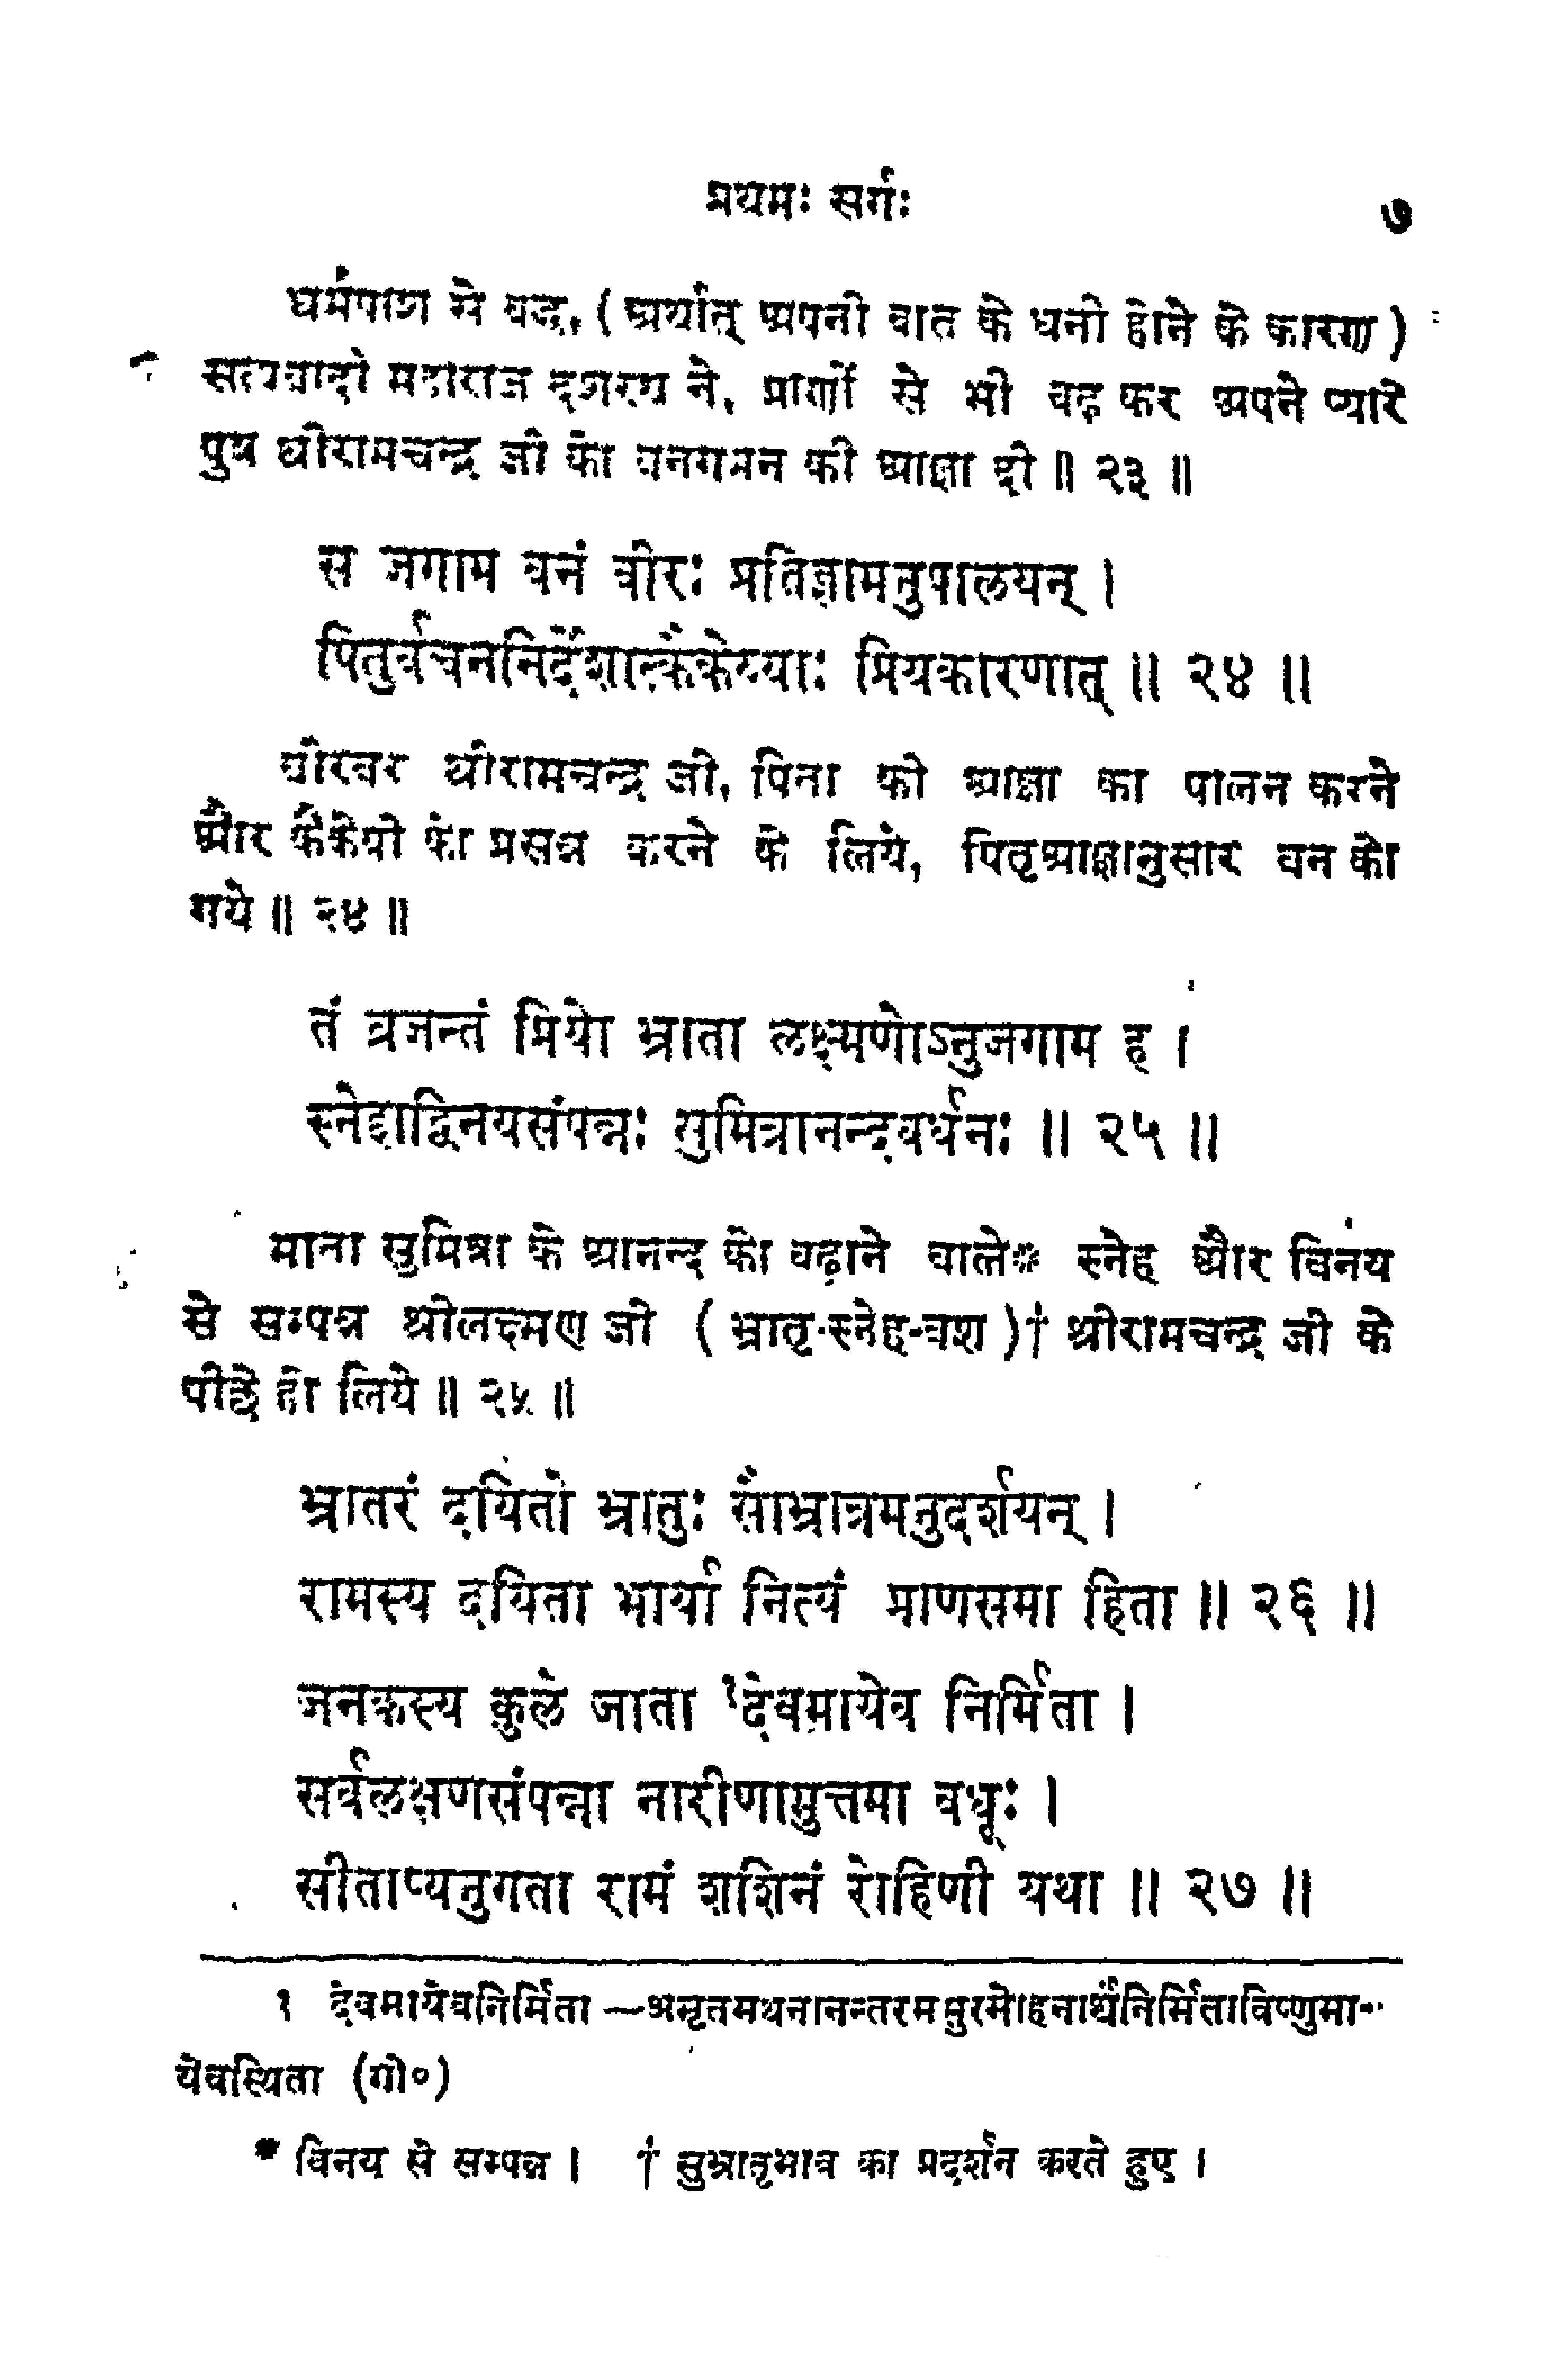 प्रथमः सर्गः ७
धर्मपाश से बद्ध, ( अर्थात् अपनी बात के धनी होने के कारण )
सत्यवादी महाराज दशरथ ने, प्राणों से भी बढ़ कर अपने प्यारे
पुत्र श्रीरामचन्द्र जी को वनगमन की आज्ञा दी ॥ २३ ॥
स जगाम वनं वीरः प्रतिज्ञामनुपालयन् ।
पितुर्वचननिर्देशात्कैकेय्याः प्रियकारणात् ॥ २४ ॥
वीरवर श्रीरामचन्द्र जी, पिता की आज्ञा का पालन करने
और कैकेयी को प्रसन्न करने के लिये, पितृआज्ञानुसार वन को
गये ॥ २४ ॥
तं व्रजन्तं प्रियो भ्राता लक्ष्मणोऽनुजगाम ह ।
स्नेहाद्विनयसंपन्नः सुमित्रानन्दवर्धनः ॥ २५ ॥
माता सुमित्रा के आनन्द को बढ़ाने वाले* स्नेह और विनय
से सम्पन्न श्रीलक्ष्मण जी ( भ्रातृ-स्नेह-वश )† श्रीरामचन्द्र जी के
पीछे हो लिये ॥ २५ ॥
भ्रातरं दयितो भ्रातुः सौभ्रात्रमनुदर्शयन् ।
रामस्य दयिता भार्या नित्यं प्राणसमा हिता ॥ २६ ॥
जनकस्य कुले जाता १देवमायेव निर्मिता ।
सर्वलक्षणसंपन्ना नारीणामुत्तमा वधूः ।
सीताप्यनुगता रामं शशिनं रोहिणी यथा ॥ २७ ॥
१ देवमायेवनिर्मिता —अमृतमथनानन्तरमसुरमोहनार्थंनिर्मिताविष्णुमा-
येवस्थिता (गो०)
* विनय से सम्पन्न । † सुभ्रातृभाव का प्रदर्शन करते हुए ।